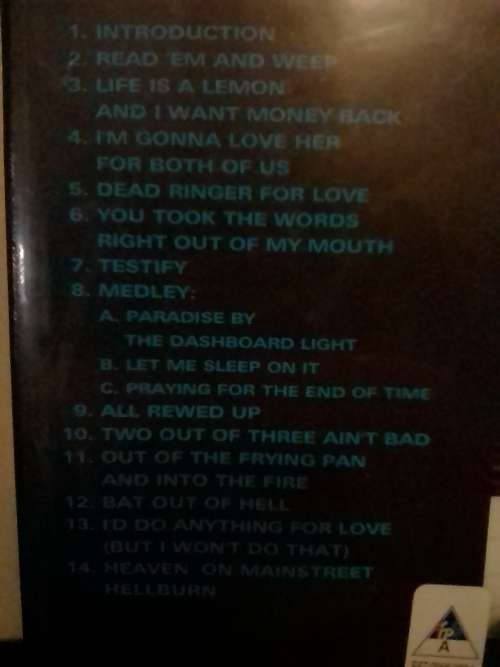 1. INTRODUCTION
2. READ 'EM AND WEEP
3. LIFE IS A LEMON
AND I WANT MONEY BACK
4. I'M GONNA LOVE HER
FOR BOTH OF US
5. DEAD RINGER FOR LOVE
6. YOU TOOK THE WORDS
RIGHT OUT OF MY MOUTH
7. TESTIFY
8. MEDLEY:
A. PARADISE BY
THE DASHBOARD LIGHT
B. LET ME SLEEP ON IT
C. PRAYING FOR THE END OF TIME
9. ALL REWED UP
10. TWO OUT OF THREE AIN'T BAD
11. OUT OF THE FRYING PAN
AND INTO THE FIRE
12. BAT OUT OF HELL
13. I'D DO ANYTHING FOR LOVE
(BUT I WON'T DO THAT)
14. HEAVEN ON MAINSTREET
HELLBURN
A